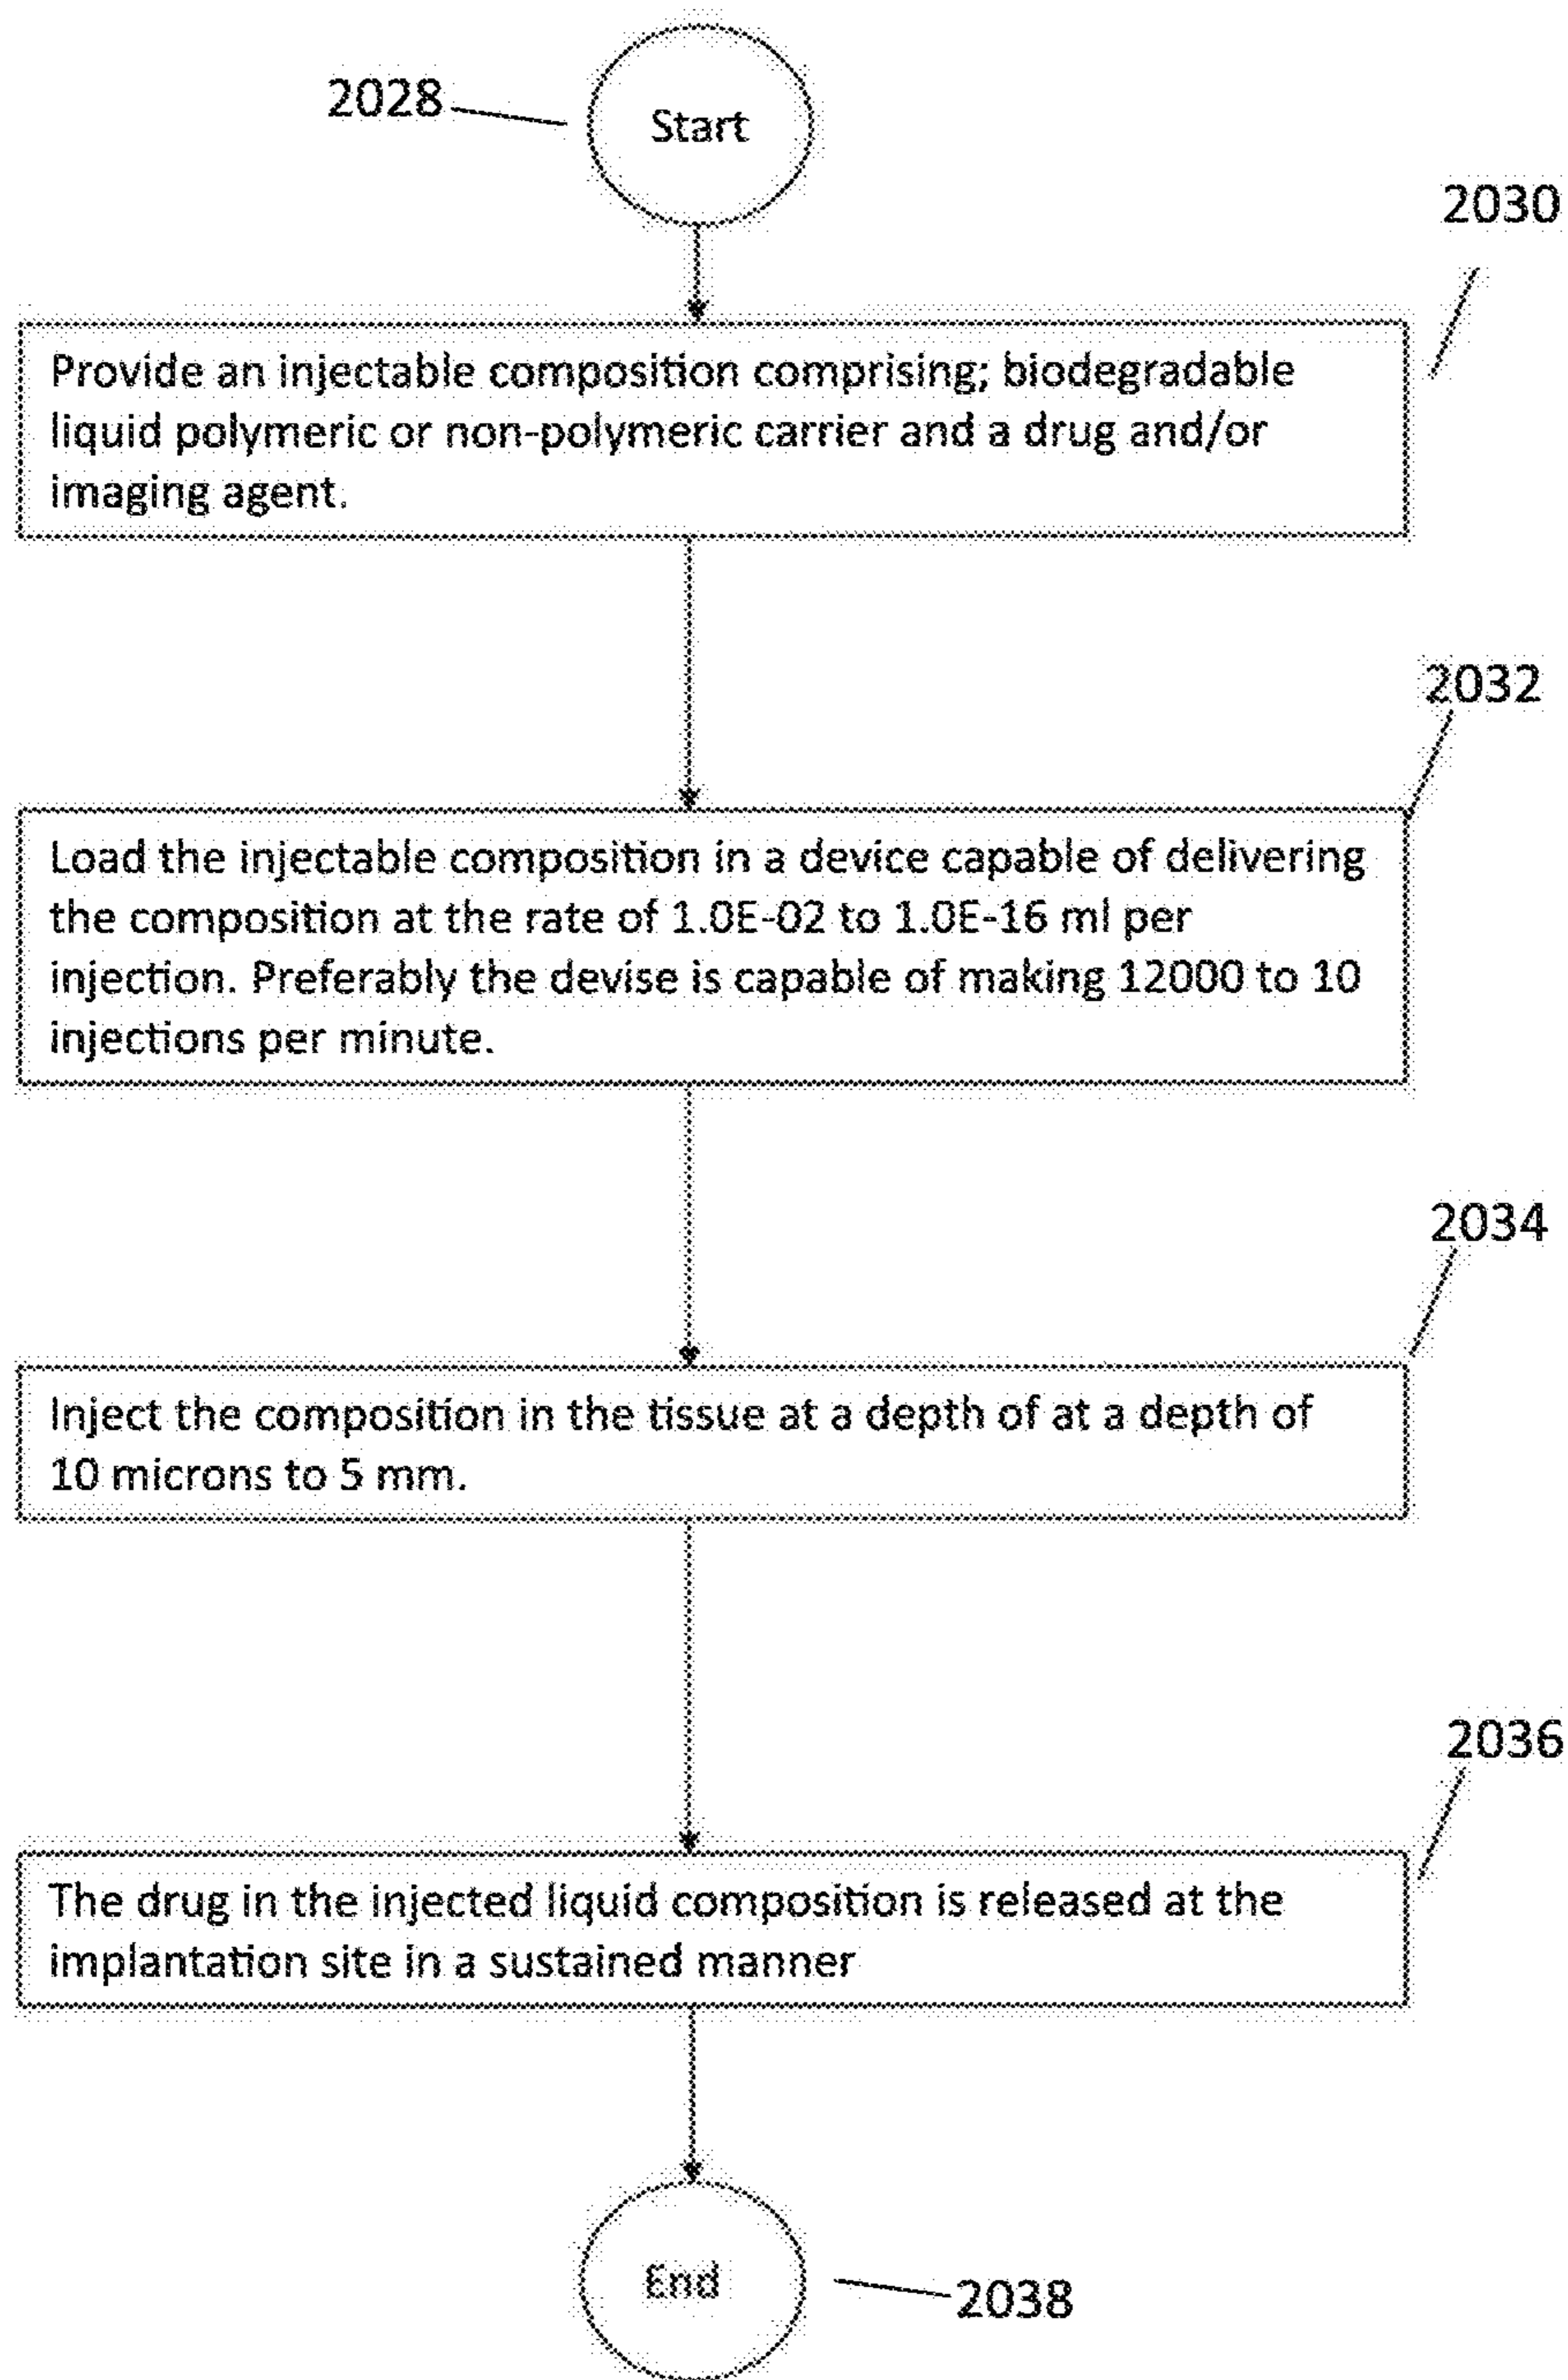 2028
Start
2030
Provide an injectable composition comprising; biodegradable
liquid polymeric or non-polymeric carrier and a drug and/or
imaging agent.
2032
Load the injectable composition in a device capable of delivering
the composition at the rate of 1.0E-02 to 1.0E-16 ml per
injection. Preferably the devise is capable of making 12000 to 10
injections per minute.
2034
Inject the composition in the tissue at a depth of at a depth of
10 microns to 5 mm.
2036
The drug in the injected liquid composition is released at the
implantation site in a sustained manner
End
2038